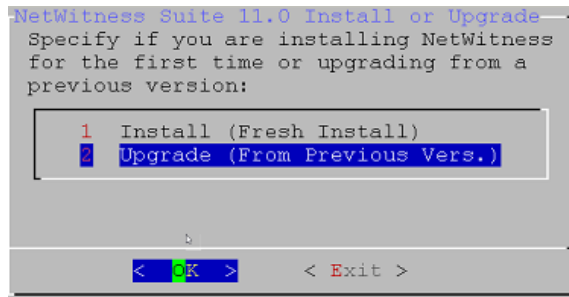 NetWitness Suite 11.0 Install or Upgrade
Specify if you are installing NetWitness
for the first time or upgrading from a
previous version:
1 Install (Fresh Install)
2 Upgrade (From Previous Vers.)
< OK > < Exit >